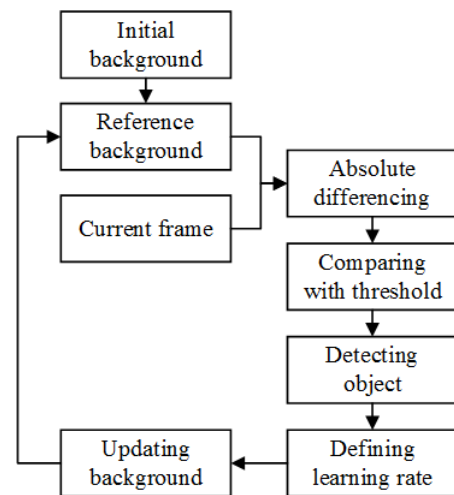 Initial
background
Reference
background
Current frame
Absolute
differencing
Comparing
with threshold
Detecting
object
Defining
learning rate
Updating
background